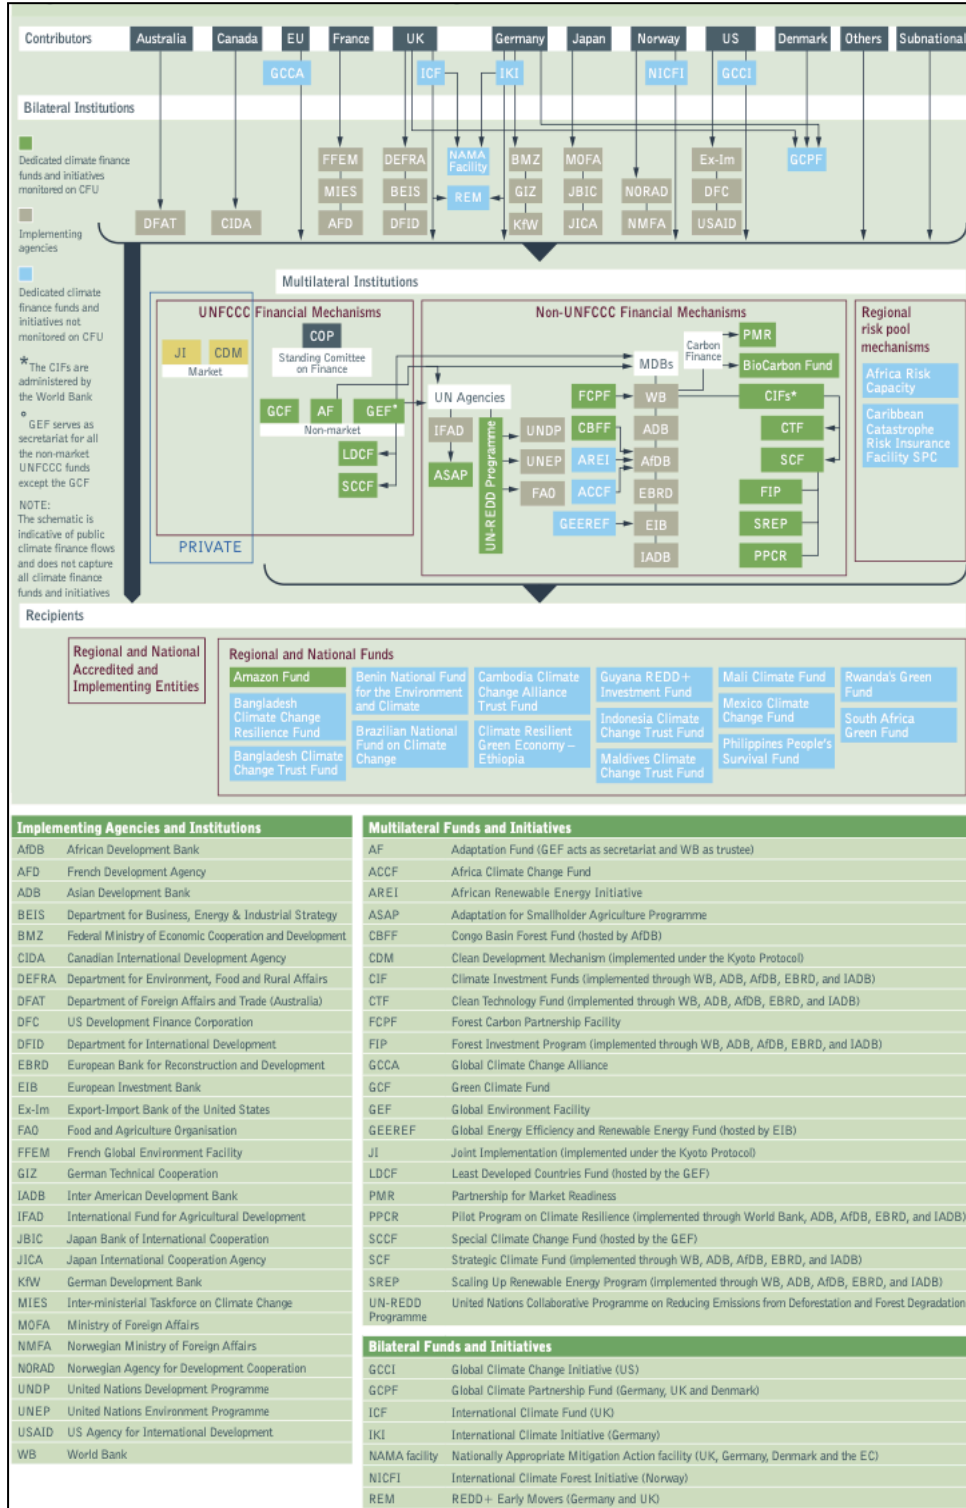 Contributors
Australia
Canada
EU
France
UK
Germany
Japan
Norway
US
Denmark
Others
Subnational
GCCA
ICF
IKI
NICFI
GCCI
Bilateral Institutions
Dedicated climate finance
funds and initiatives
monitored on CFU
Implementing
agencies
Dedicated climate
finance funds and
initiatives not
monitored on CFU
*The CIFs are
administered by
the World Bank
° GEF serves as
secretariat for all
the non-market
UNFCCC funds
except the GCF
NOTE:
The schematic is
indicative of public
climate finance flows
and does not capture
all climate finance
funds and initiatives
FFEM
DEFRA
NAMA
Facility
BMZ
MOFA
Ex-Im
GCPF
MIES
BEIS
REM
GIZ
JBIC
NORAD
DFC
DFAT
CIDA
AFD
DFID
KfW
JICA
NMFA
USAID
Multilateral Institutions
UNFCCC Financial Mechanisms
COP
Standing Comittee
on Finance
JI
CDM
Market
GCF
AF
GEF°
Non-market
LDCF
SCCF
PRIVATE
Non-UNFCCC Financial Mechanisms
UN Agencies
IFAD
ASAP
UN-REDD Programme
UNDP
UNEP
FAO
FCPF
CBFF
AREI
ACCF
GEEREF
MDBs
WB
ADB
AfDB
EBRD
EIB
IADB
Carbon
Finance
PMR
BioCarbon Fund
CIFs*
CTF
SCF
FIP
SREP
PPCR
Regional
risk pool
mechanisms
Africa Risk
Capacity
Caribbean
Catastrophe
Risk Insurance
Facility SPC
Recipients
Regional and National
Accredited and
Implementing Entities
Regional and National Funds
Amazon Fund
Bangladesh
Climate Change
Resilience Fund
Bangladesh Climate
Change Trust Fund
Benin National Fund
for the Environment
and Climate
Brazilian National
Fund on Climate
Change
Cambodia Climate
Change Alliance
Trust Fund
Climate Resilient
Green Economy –
Ethiopia
Guyana REDD+
Investment Fund
Indonesia Climate
Change Trust Fund
Maldives Climate
Change Trust Fund
Mali Climate Fund
Mexico Climate
Change Fund
Philippines People's
Survival Fund
Rwanda's Green
Fund
South Africa
Green Fund
Implementing Agencies and Institutions
AfDB African Development Bank
AFD French Development Agency
ADB Asian Development Bank
BEIS Department for Business, Energy & Industrial Strategy
BMZ Federal Ministry of Economic Cooperation and Development
CIDA Canadian International Development Agency
DEFRA Department for Environment, Food and Rural Affairs
DFAT Department of Foreign Affairs and Trade (Australia)
DFC US Development Finance Corporation
DFID Department for International Development
EBRD European Bank for Reconstruction and Development
EIB European Investment Bank
Ex-Im Export-Import Bank of the United States
FAO Food and Agriculture Organisation
FFEM French Global Environment Facility
GIZ German Technical Cooperation
IADB Inter American Development Bank
IFAD International Fund for Agricultural Development
JBIC Japan Bank of International Cooperation
JICA Japan International Cooperation Agency
KfW German Development Bank
MIES Inter-ministerial Taskforce on Climate Change
MOFA Ministry of Foreign Affairs
NMFA Norwegian Ministry of Foreign Affairs
NORAD Norwegian Agency for Development Cooperation
UNDP United Nations Development Programme
UNEP United Nations Environment Programme
USAID US Agency for International Development
WB World Bank
Multilateral Funds and Initiatives
AF Adaptation Fund (GEF acts as secretariat and WB as trustee)
ACCF Africa Climate Change Fund
AREI African Renewable Energy Initiative
ASAP Adaptation for Smallholder Agriculture Programme
CBFF Congo Basin Forest Fund (hosted by AfDB)
CDM Clean Development Mechanism (implemented under the Kyoto Protocol)
CIF Climate Investment Funds (implemented through WB, ADB, AfDB, EBRD, and IADB)
CTF Clean Technology Fund (implemented through WB, ADB, AfDB, EBRD, and IADB)
FCPF Forest Carbon Partnership Facility
FIP Forest Investment Program (implemented through WB, ADB, AfDB, EBRD, and IADB)
GCCA Global Climate Change Alliance
GCF Green Climate Fund
GEF Global Environment Facility
GEEREF Global Energy Efficiency and Renewable Energy Fund (hosted by EIB)
JI Joint Implementation (implemented under the Kyoto Protocol)
LDCF Least Developed Countries Fund (hosted by the GEF)
PMR Partnership for Market Readiness
PPCR Pilot Program on Climate Resilience (implemented through World Bank, ADB, AfDB, EBRD, and IADB)
SCCF Special Climate Change Fund (hosted by the GEF)
SCF Strategic Climate Fund (implemented through WB, ADB, AfDB, EBRD, and IADB)
SREP Scaling Up Renewable Energy Program (implemented through WB, ADB, AfDB, EBRD, and IADB)
UN-REDD United Nations Collaborative Programme on Reducing Emissions from Deforestation and Forest Degradation
Programme
Bilateral Funds and Initiatives
GCCI Global Climate Change Initiative (US)
GCPF Global Climate Partnership Fund (Germany, UK and Denmark)
ICF International Climate Fund (UK)
IKI International Climate Initiative (Germany)
NAMA facility Nationally Appropriate Mitigation Action facility (UK, Germany, Denmark and the EC)
NICFI International Climate Forest Initiative (Norway)
REM REDD+ Early Movers (Germany and UK)